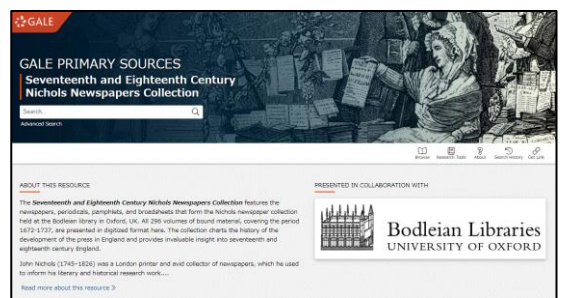 GALE
GALE PRIMARY SOURCES
Seventeenth and Eighteenth Century
Nichols Newspapers Collection
Search.
Advanced Search
Browse Research Tools About Search History Get Link
ABOUT THIS RESOURCE
The Seventeenth and Eighteenth Century Nichols Newspapers Collection features the
newspapers, periodicals, pamphlets, and broadsheets that form the Nichols newspaper collection
held at the Bodleian library in Oxford, UK. All 296 volumes of bound material, covering the period
1672-1737, are presented in digitized format here. The collection charts the history of the
development of the press in England and provides invaluable insight into seventeenth and
eighteenth century England.
John Nichols (1745–1826) was a London printer and avid collector of newspapers, which he used
to inform his literary and historical research work....
Read more about this resource >
PRESENTED IN COLLABORATION WITH
Bodleian Libraries
UNIVERSITY OF OXFORD